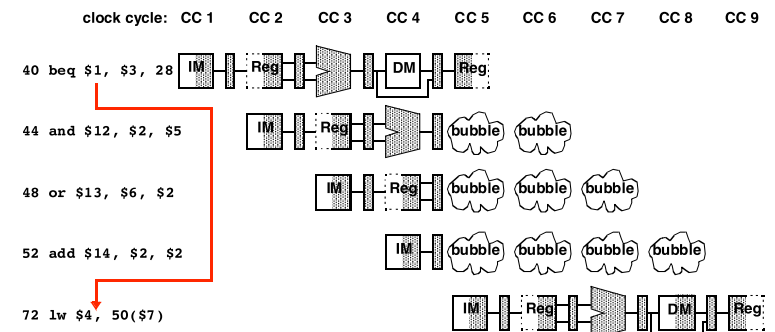 clock cycle: CC 1 CC 2 CC 3 CC 4 CC 5 CC 6 CC 7 CC 8 CC 9
40 beq $1, $3, 28 IM Reg DM Reg
44 and $12, $2, $5 IM Reg bubble bubble
48 or $13, $6, $2 IM Reg bubble bubble bubble
52 add $14, $2, $2 IM bubble bubble bubble bubble
72 lw $4, 50($7) IM Reg DM Reg